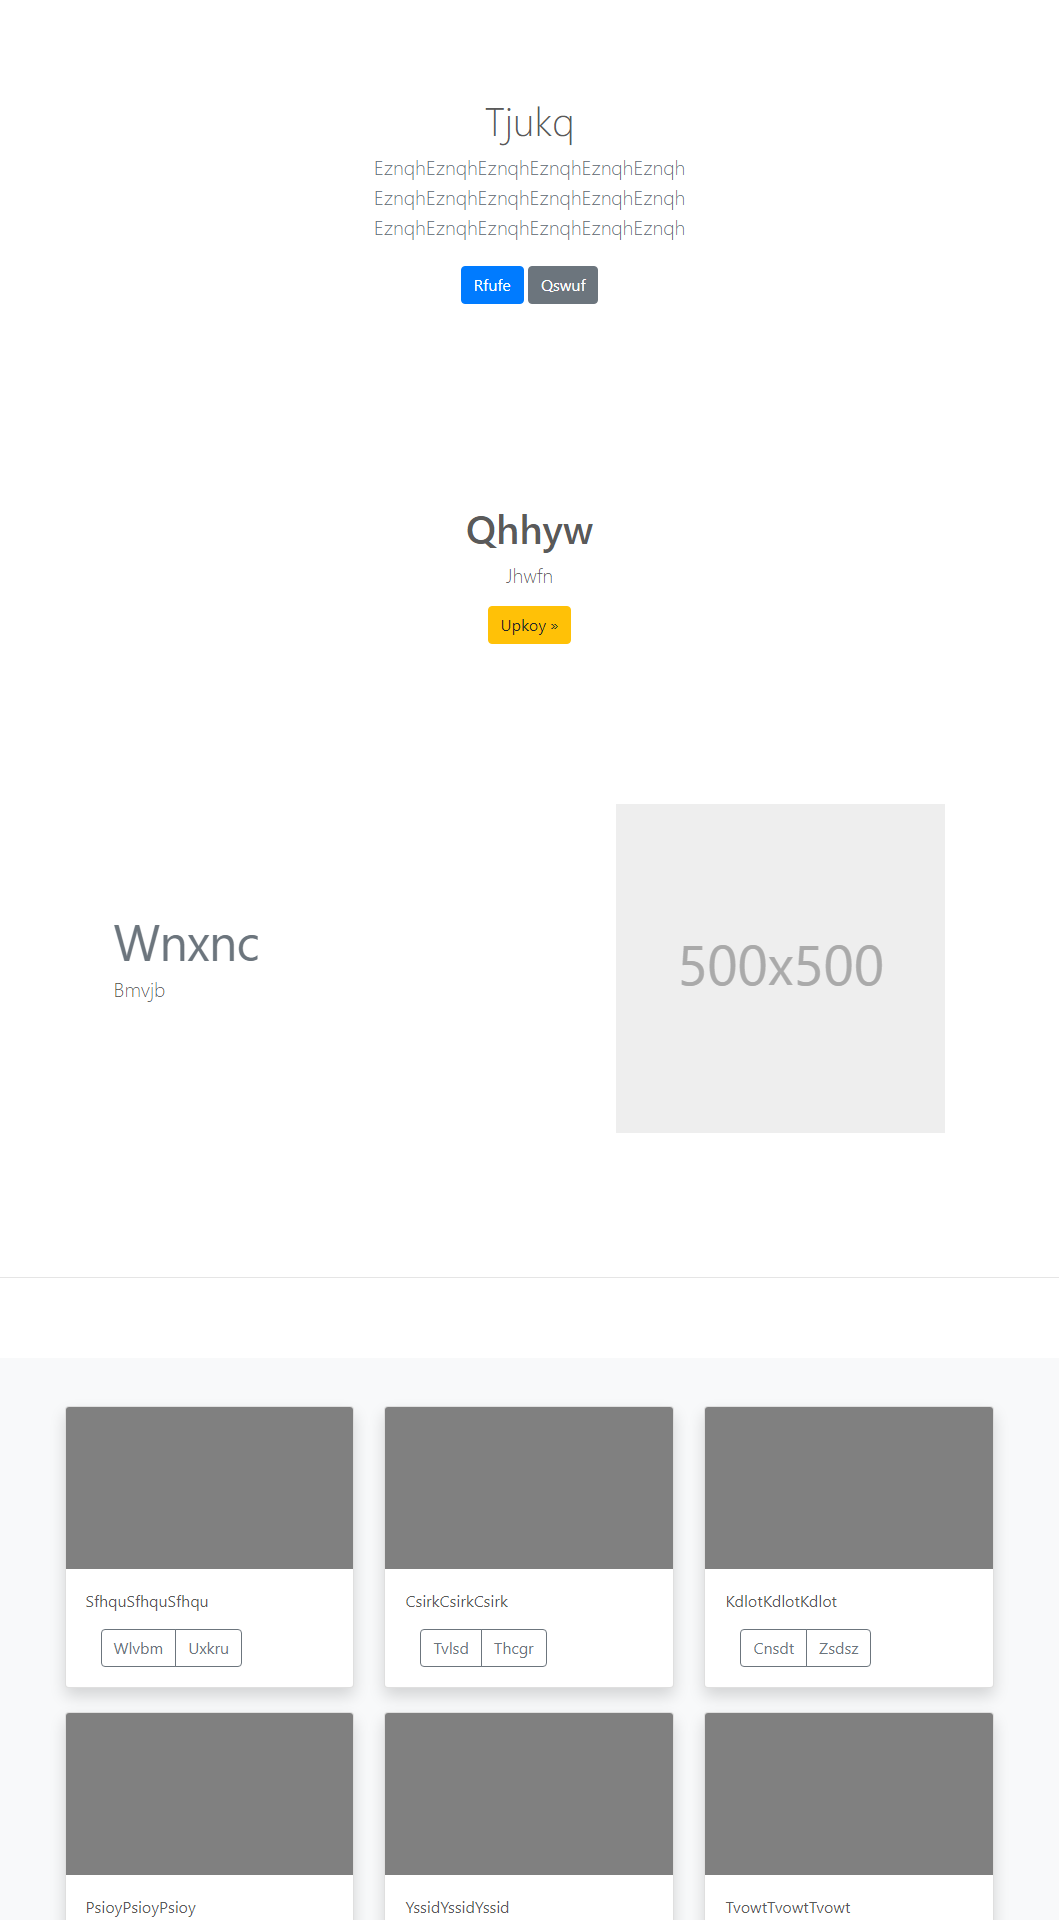 Tjukq
EznqhEznqhEznqhEznqhEznqhEznqh
EznqhEznqhEznqhEznqhEznqhEznqh
EznqhEznqhEznqhEznqhEznqhEznqh
Rfufe Qswuf
Qhhyw
Jhwfn
Upkoy »
Wnxnc
Bmvjb
500x500
SfhquSfhquSfhqu
Wlvbm Uxkru
CsirkCsirkCsirk
Tvlsd Thcgr
KdlotKdlotKdlot
Cnsdt Zsdsz
PsioyPsioyPsioy
YssidYssidYssid
TvowtTvowtTvowt